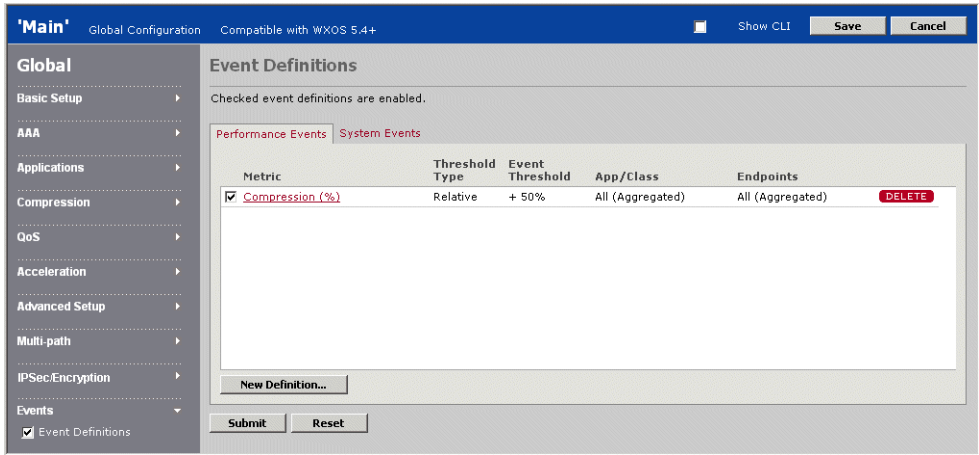 'Main' Global Configuration Compatible with WXOS 5.4+ Show CLI Save Cancel
Global
Basic Setup
AAA
Applications
Compression
QoS
Acceleration
Advanced Setup
Multi-path
IPSec/Encryption
Events
Event Definitions
Event Definitions
Checked event definitions are enabled.
Performance Events System Events
Metric Threshold Type Event Threshold App/Class Endpoints
Compression (%) Relative + 50% All (Aggregated) All (Aggregated) DELETE
New Definition...
Submit Reset